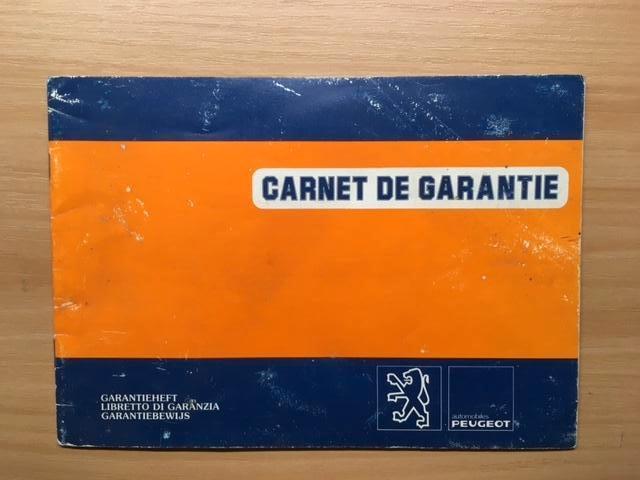 CARNET DE GARANTIE
GARANTIEHEFT
LIBRETTO DI GARANZIA
GARANTIEBEWIJS
automobiles
PEUGEOT